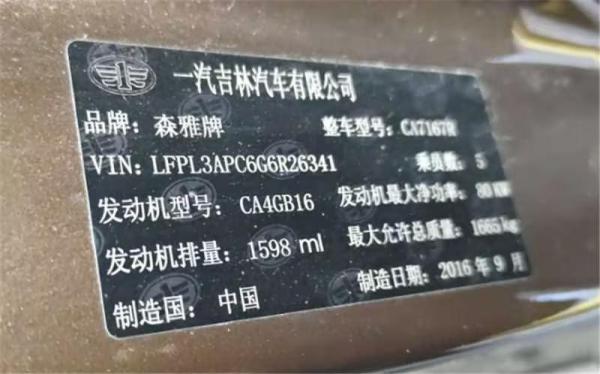 一汽吉林汽车有限公司
品牌：森雅牌 整车型号：CA7167R
VIN：LFPL3APC6G6R26341 乘员数：5
发动机型号：CA4GB16 发动机最大净功率：80 KW
发动机排量：1598 ml 最大允许总质量：1665kg
制造国：中国 制造日期：2016 年 9 月